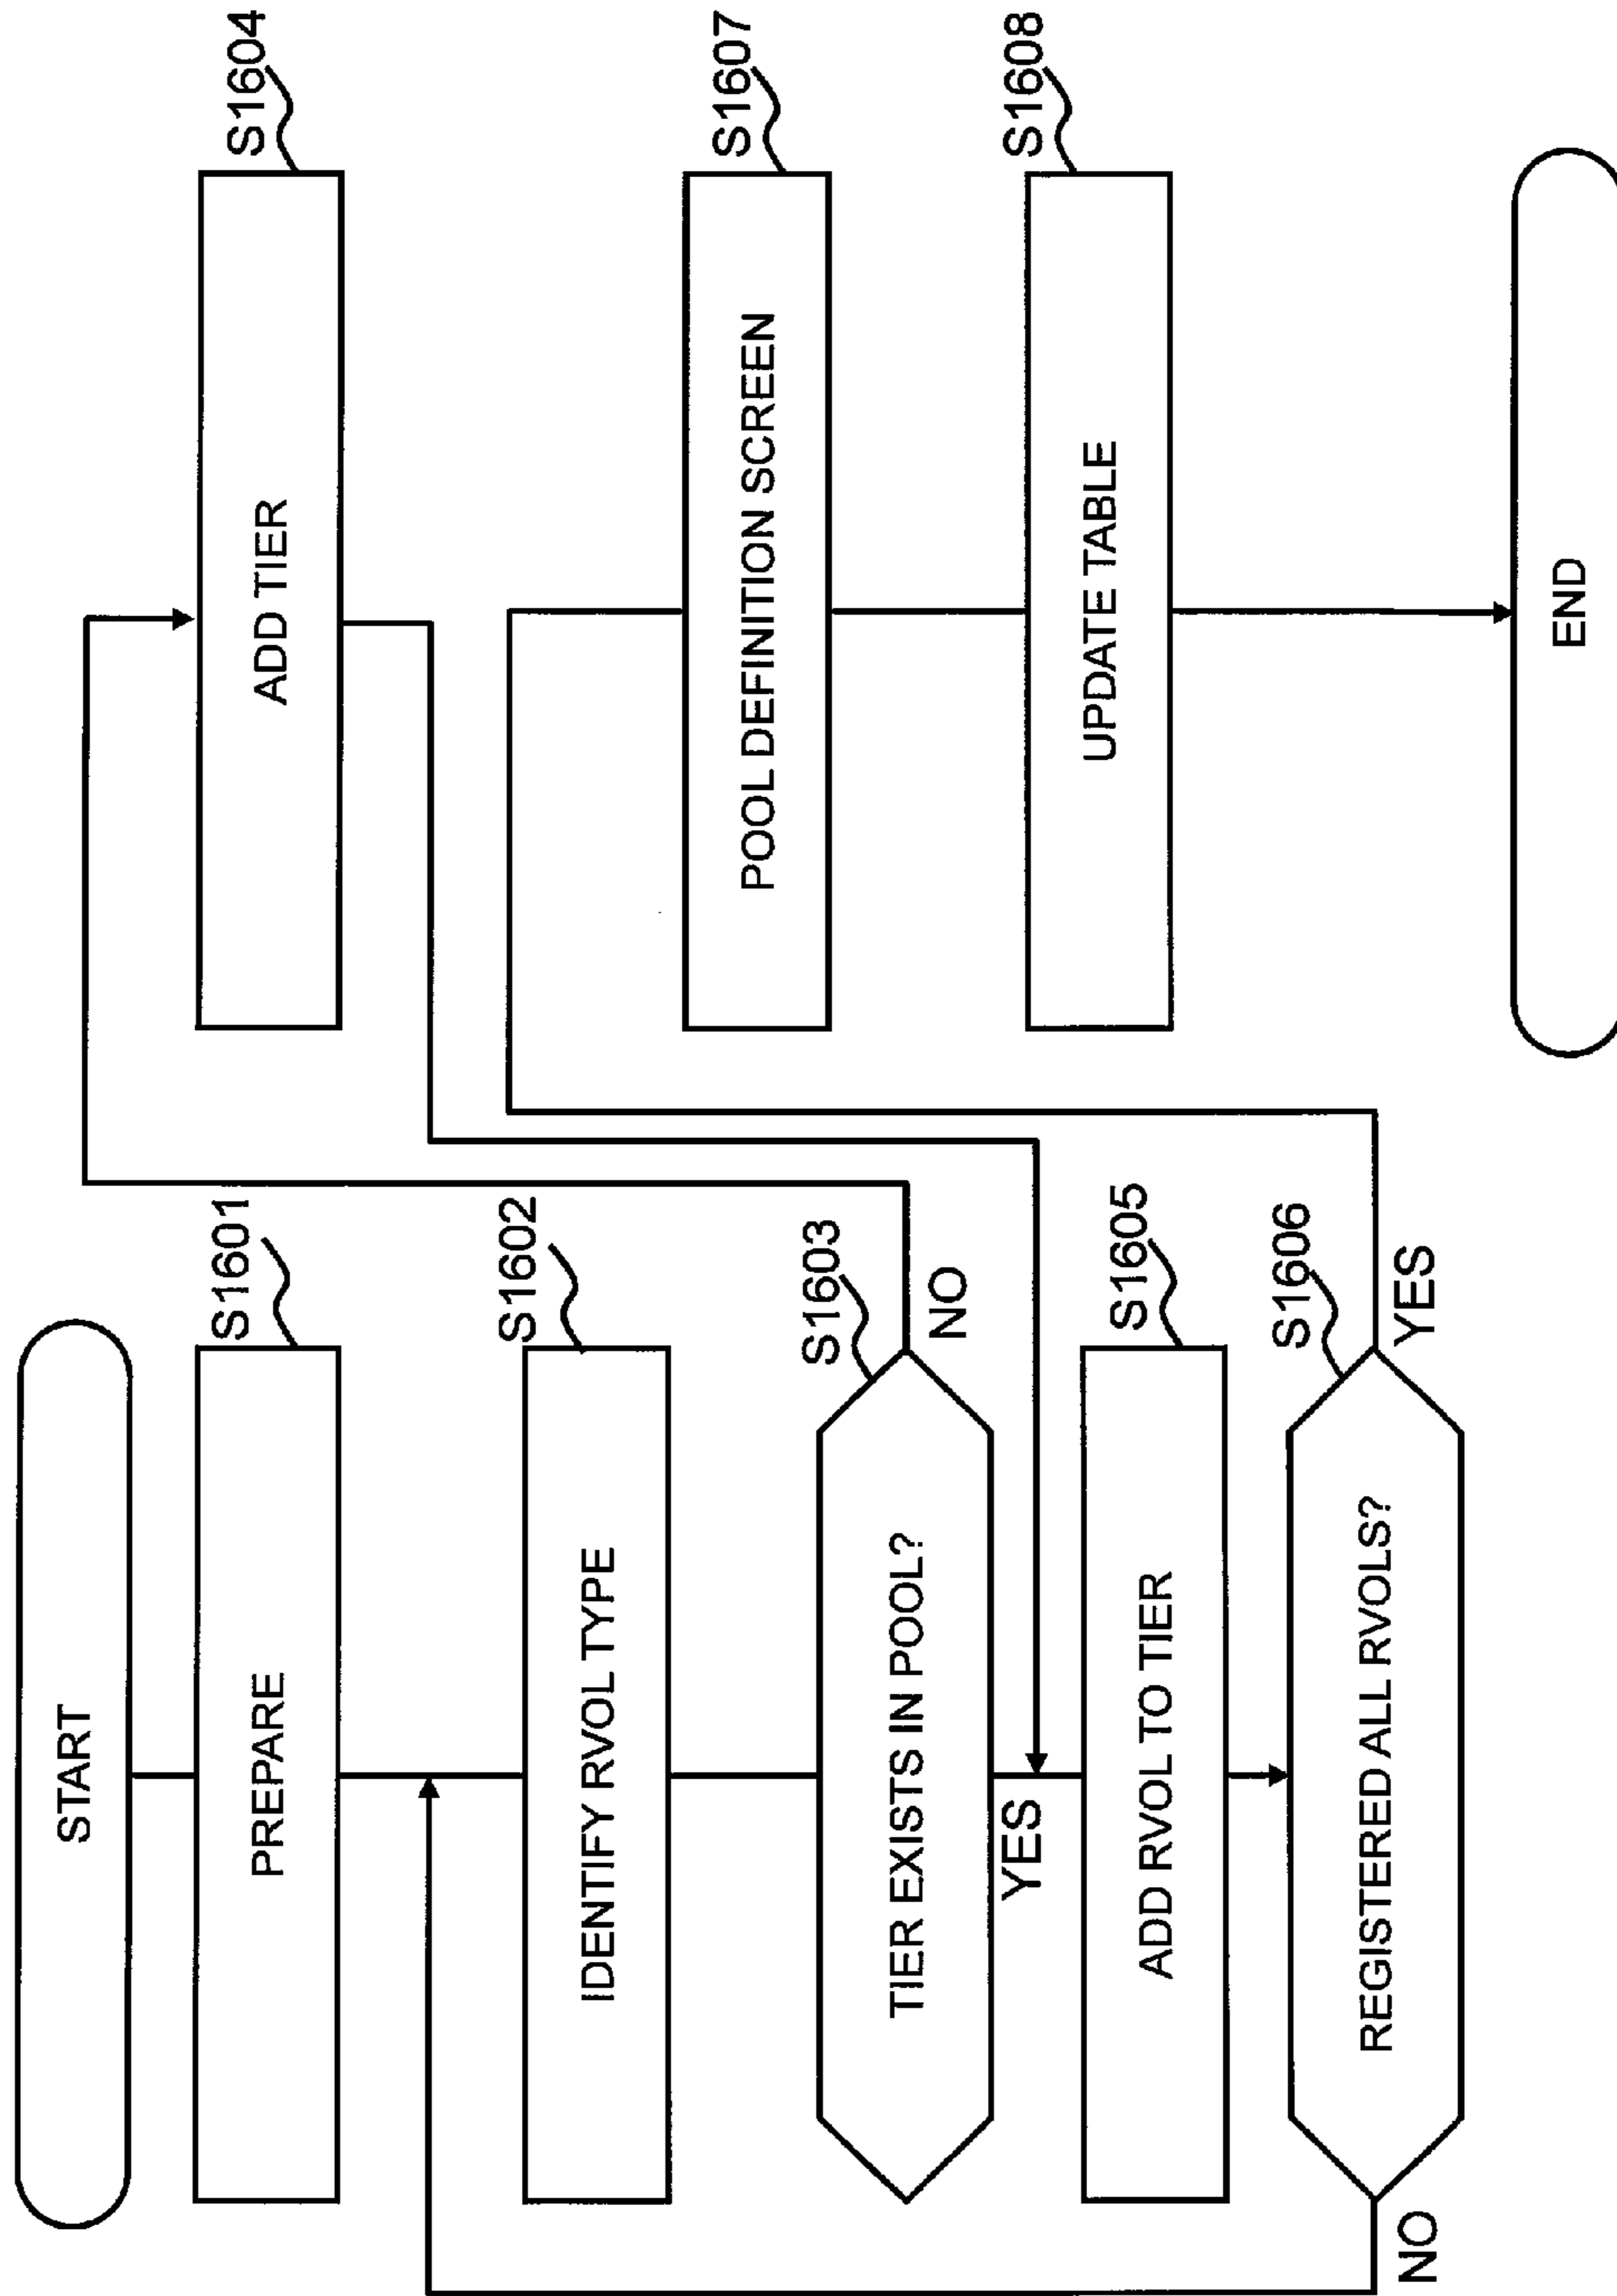 START
S1601
PREPARE
S1602
IDENTIFY RVOL TYPE
S1603
TIER EXISTS IN POOL?
NO
YES
S1604
ADD TIER
S1605
ADD RVOL TO TIER
S1606
REGISTERED ALL RVOLS?
NO
YES
S1607
POOL DEFINITION SCREEN
S1608
UPDATE TABLE
END